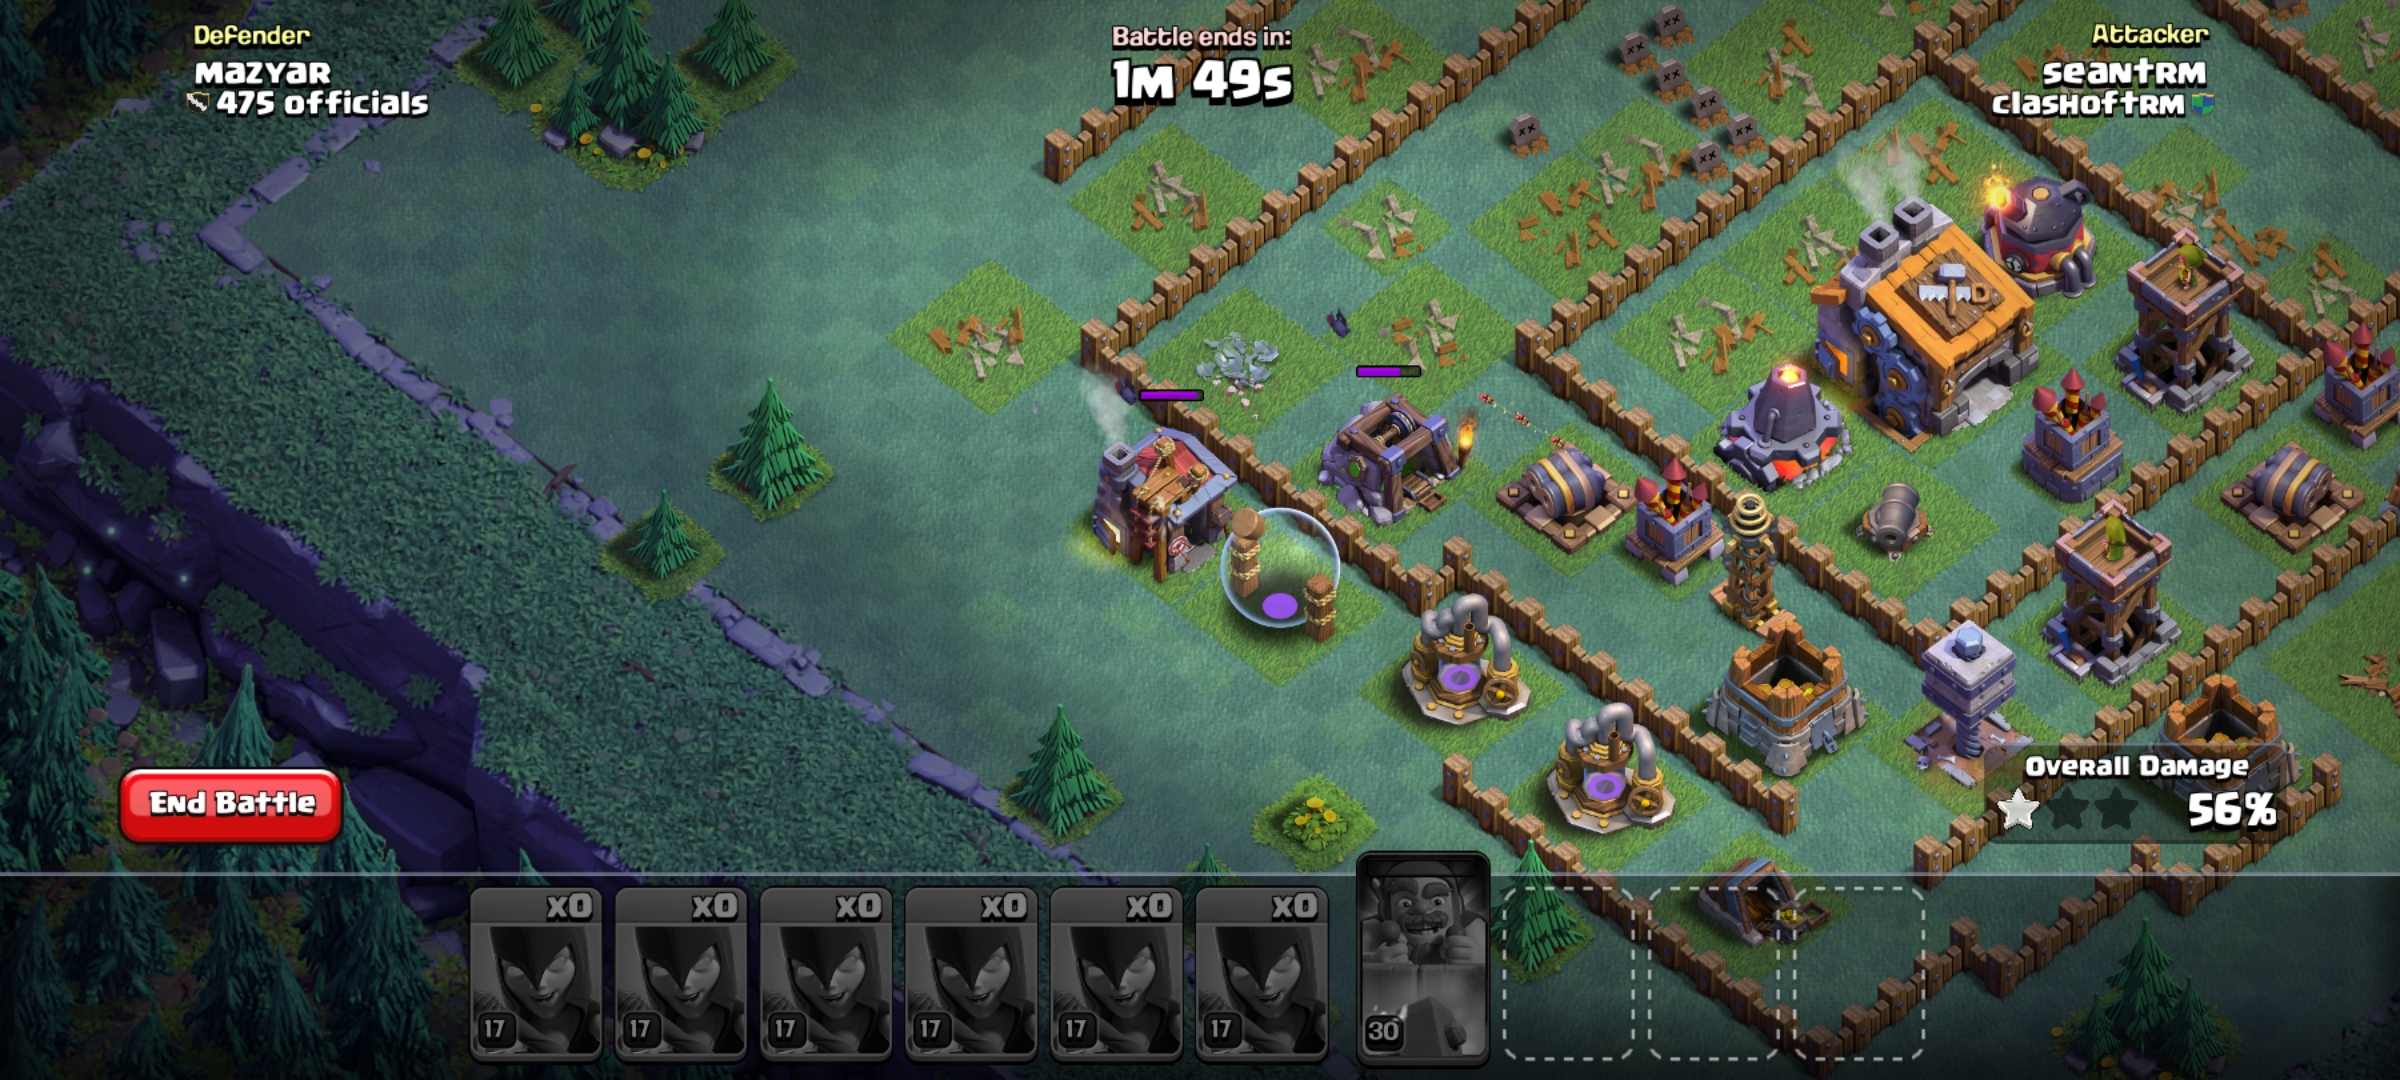 Defender
mazyar
475 officials
Battle ends in:
1m 49s
Attacker
seantrm
clashoftrm
End Battle
Overall Damage
56%
x0
x0
x0
x0
x0
x0
17
17
17
17
17
17
30